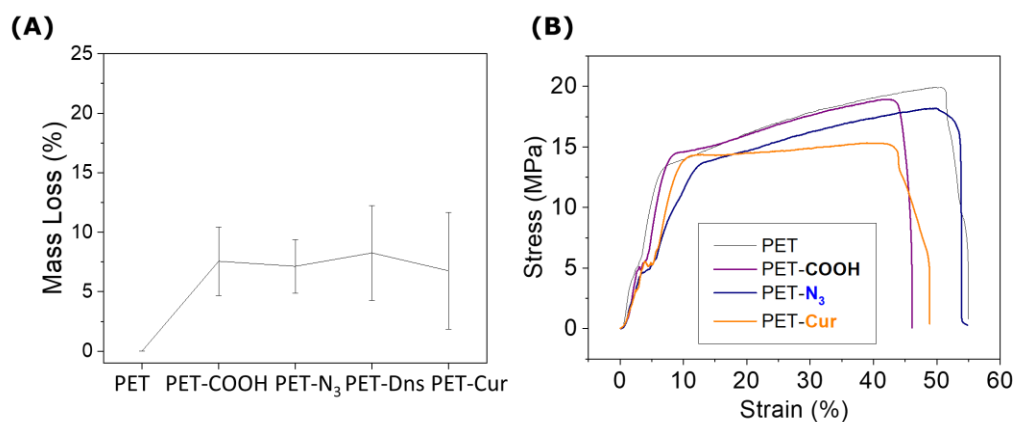 (A)
Mass Loss (%)
25
20
15
10
5
0
PET PET-COOH PET-N₃ PET-Dns PET-Cur
(B)
Stress (MPa)
20
15
10
5
0
PET
PET-COOH
PET-N₃
PET-Cur
0 10 20 30 40 50 60
Strain (%)